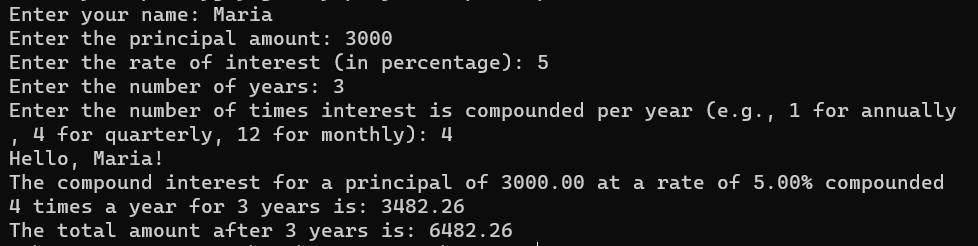 Enter your name: Maria
Enter the principal amount: 3000
Enter the rate of interest (in percentage): 5
Enter the number of years: 3
Enter the number of times interest is compounded per year (e.g., 1 for annually
, 4 for quarterly, 12 for monthly): 4
Hello, Maria!
The compound interest for a principal of 3000.00 at a rate of 5.00% compounded
4 times a year for 3 years is: 3482.26
The total amount after 3 years is: 6482.26